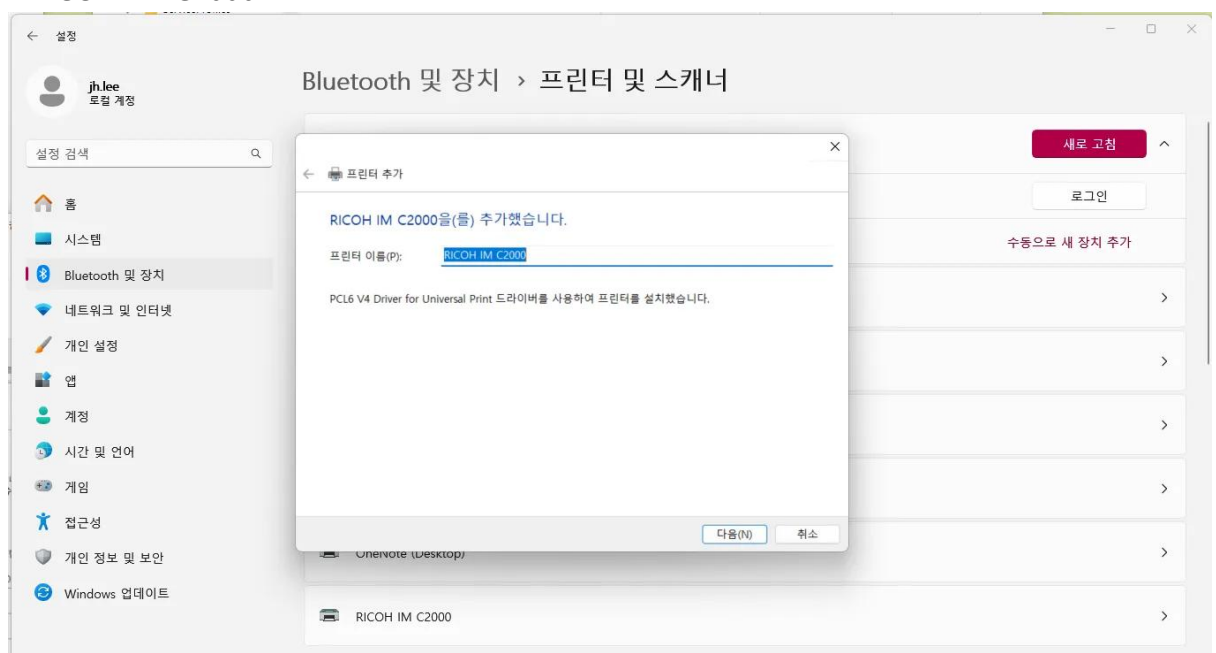 설정
jh.lee
로컬 계정
설정 검색
홈
시스템
Bluetooth 및 장치
네트워크 및 인터넷
개인 설정
앱
계정
시간 및 언어
게임
접근성
개인 정보 및 보안
Windows 업데이트
Bluetooth 및 장치 > 프린터 및 스캐너
새로 고침
로그인
수동으로 새 장치 추가
프린터 추가
RICOH IM C2000을(를) 추가했습니다.
프린터 이름(P): RICOH IM C2000
PCL6 V4 Driver for Universal Print 드라이버를 사용하여 프린터를 설치했습니다.
다음(N) 취소
OneNote (Desktop)
RICOH IM C2000